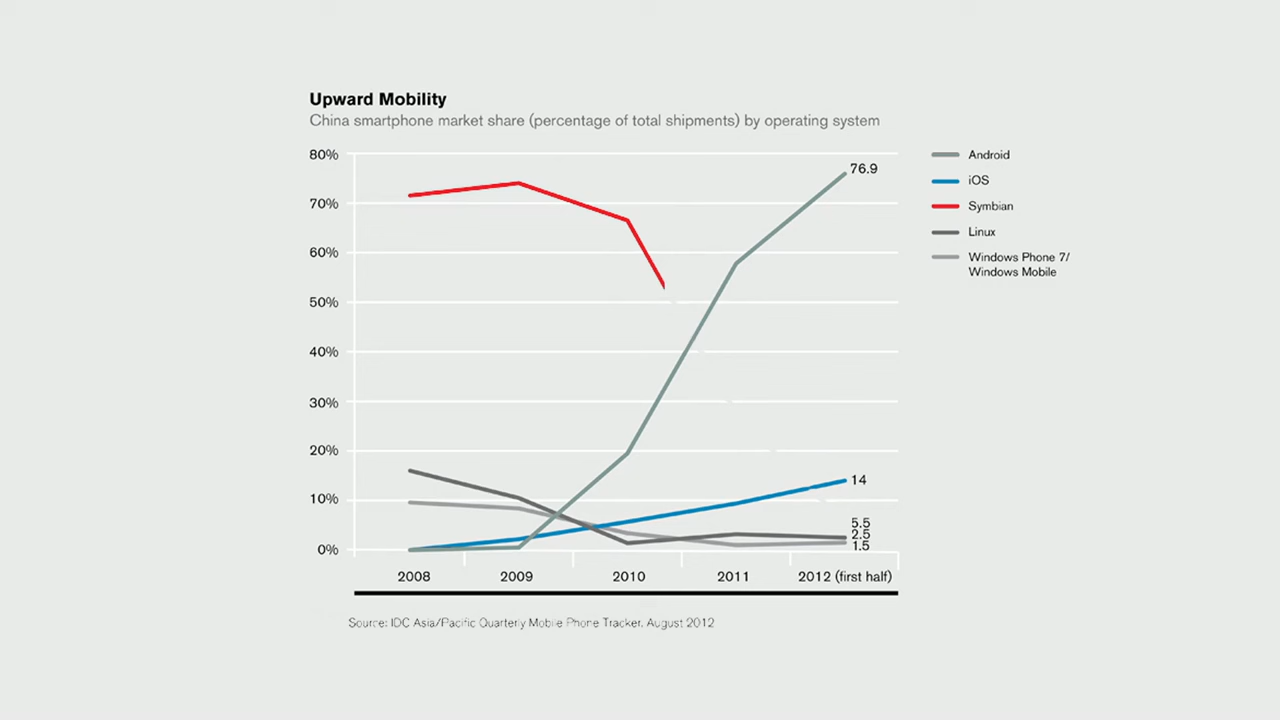 Upward Mobility
China smartphone market share (percentage of total shipments) by operating system
80%
70%
60%
50%
40%
30%
20%
10%
0%
76.9
14
5.5
2.5
1.5
2008
2009
2010
2011
2012 (first half)
Android
iOS
Symbian
Linux
Windows Phone 7/
Windows Mobile
Source: IDC Asia/Pacific Quarterly Mobile Phone Tracker. August 2012